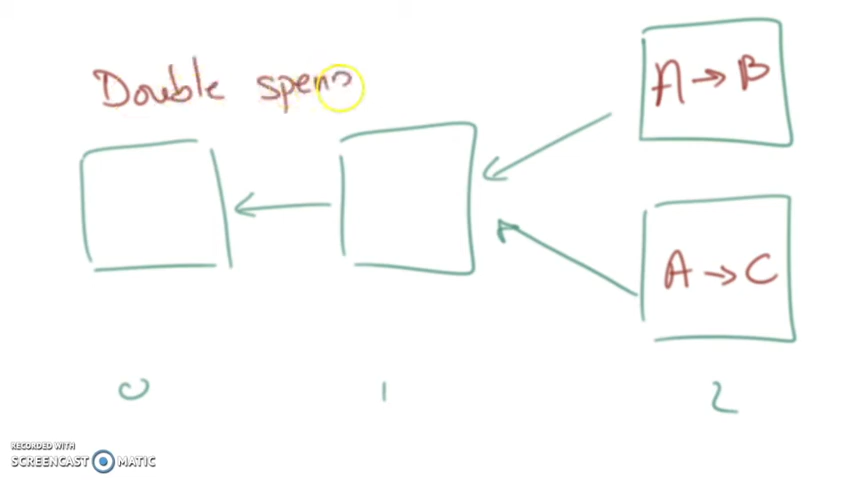 Double spend
A → B
A → C
0
1
2
RECORDED WITH
SCREENCAST MATIC